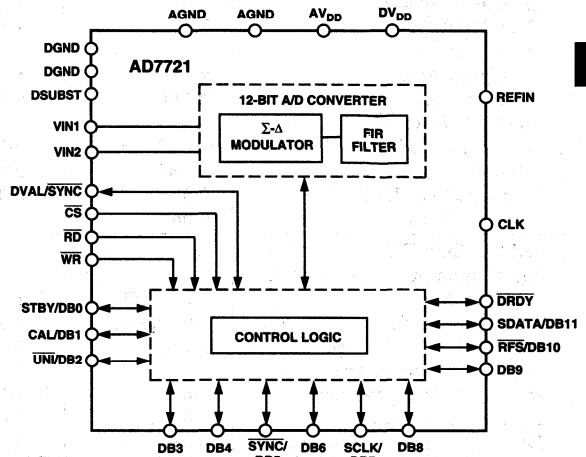 AGND AGND AVDD DVDD
DGND
DGND
DSUBST
AD7721
12-BIT A/D CONVERTER
Σ-Δ
MODULATOR
FIR
FILTER
REFIN
VIN1
VIN2
DVAL/SYNC
CS
RD
WR
CLK
STBY/DB0
CAL/DB1
UNI/DB2
CONTROL LOGIC
DRDY
SDATA/DB11
RFS/DB10
DB9
DB3 DB4 SYNC/ DB6 SCLK/ DB8